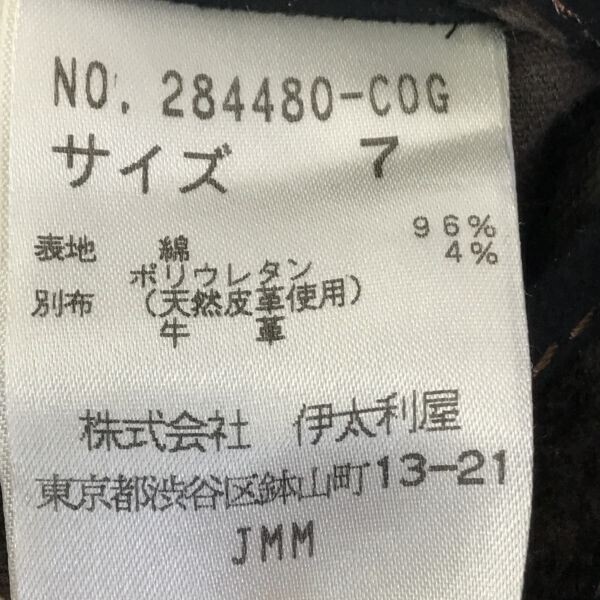 NO. 284480-COG
サイズ 7
表地 綿 96%
ポリウレタン 4%
別布 (天然皮革使用)
牛革
株式会社 伊太利屋
東京都渋谷区鉢山町13-21
JMM